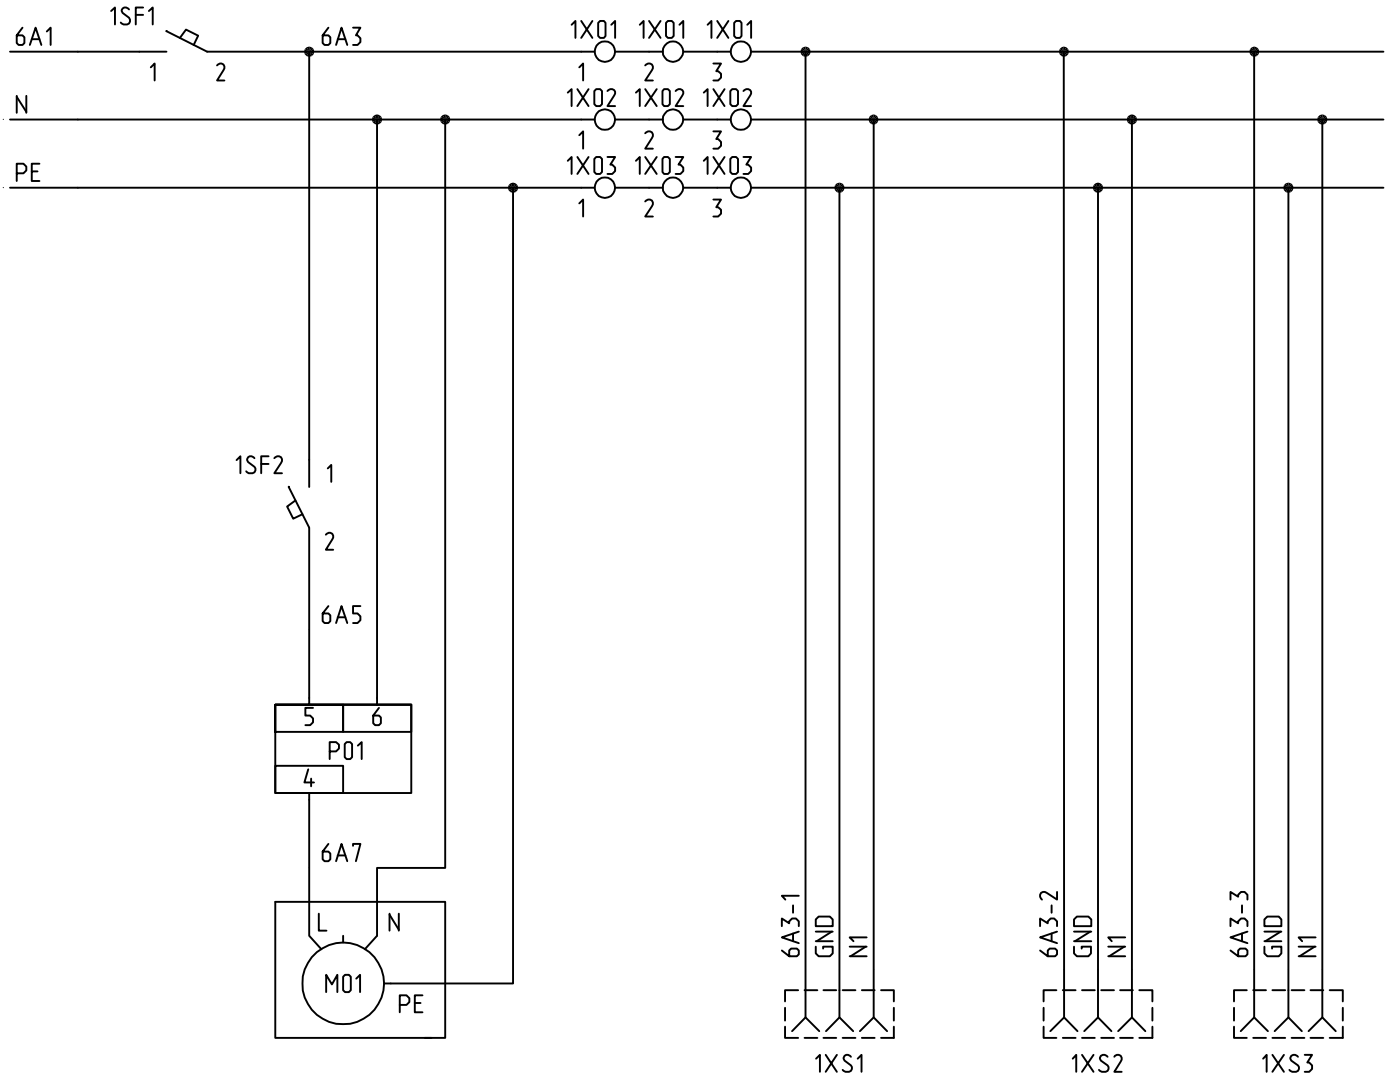 1SF1
6A1 6A3 1X01 1X01 1X01
1 2 1 2 3
N 1X02 1X02 1X02
1 2 3
PE 1X03 1X03 1X03
1 2 3
1SF2 1
2
6A5
5 6
P01
4
6A7
L N
M01
PE
6A3-1 GND N1
6A3-2 GND N1
6A3-3 GND N1
1XS1 1XS2 1XS3